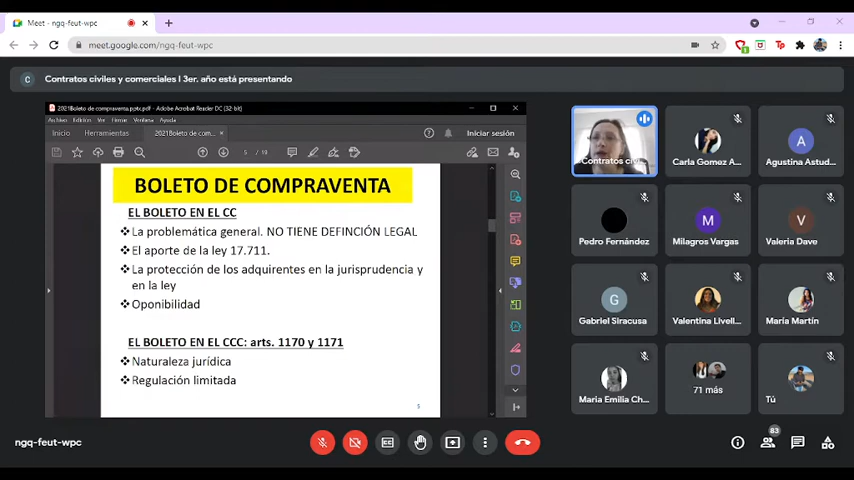 Meet - ngq-feut-wpc
meet.google.com/ngq-feut-wpc
C
Contratos civiles y comerciales I 3er. año está presentando
2021Boleto de compraventa.pptx.pdf - Adobe Acrobat Reader DC (32-bit)
Archivo Edición Ver Firmar Ventana Ayuda
Inicio
Herramientas
2021Boleto de com...
Iniciar sesión
5 / 18
BOLETO DE COMPRAVENTA
EL BOLETO EN EL CC
La problemática general. NO TIENE DEFINCIÓN LEGAL
El aporte de la ley 17.711.
La protección de los adquirentes en la jurisprudencia y
en la ley
Oponibilidad
EL BOLETO EN EL CCC: arts. 1170 y 1171
Naturaleza jurídica
Regulación limitada
5
Contratos civi...
Carla Gomez A...
A
Agustina Astud...
Pedro Fernández
M
Milagros Vargas
V
Valeria Dave
G
Gabriel Siracusa
Valentina Livell...
María Martín
Maria Emilia Ch...
71 más
Tú
ngq-feut-wpc
83